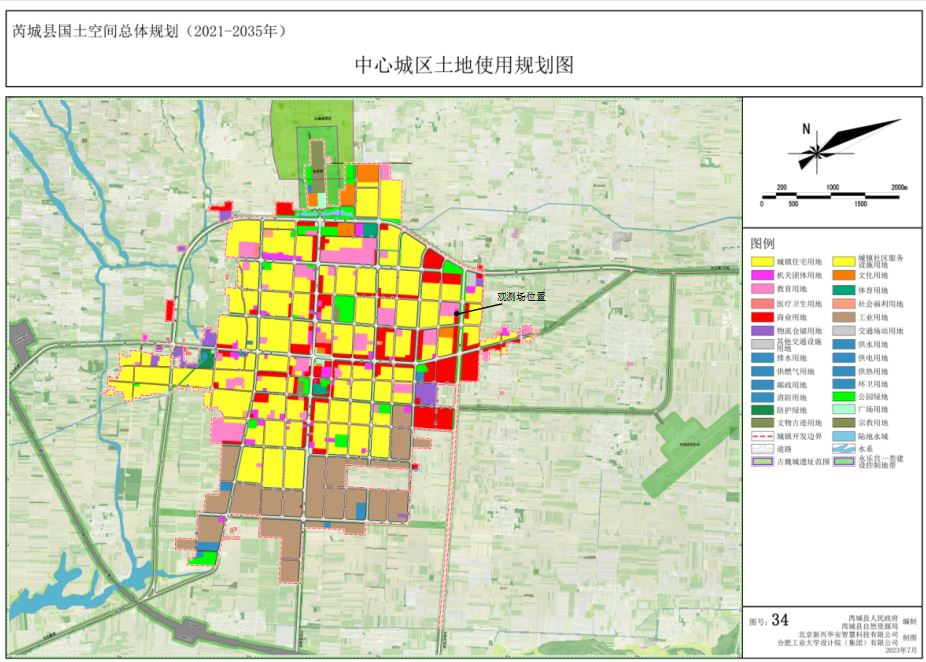 芮城县国土空间总体规划（2021-2035年）
中心城区土地使用规划图
观测场位置
N
200 1000 2000m
0 500 1500
图例
城镇住宅用地
城镇社区服务
设施用地
机关团体用地
文化用地
教育用地
体育用地
医疗卫生用地
社会福利用地
商业用地
工业用地
物流仓储用地
交通场站用地
其他交通设施
用地
供水用地
排水用地
供电用地
供燃气用地
供热用地
邮政用地
环卫用地
消防用地
公园绿地
防护绿地
广场用地
文物古迹用地
宗教用地
城镇开发边界
陆地水域
道路
水系
古魏城遗址范围
永乐宫一类建
设控制地带
图号：34
芮城县人民政府
芮城县自然资源局
编制
北京新兴华安智慧科技有限公司
合肥工业大学设计院（集团）有限公司
制图
2023年7月